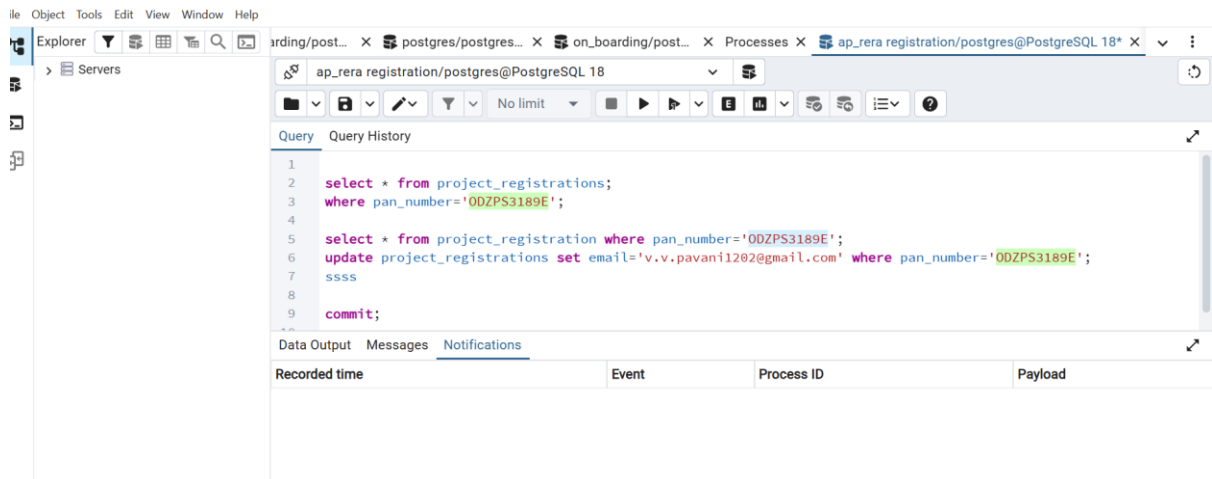 ile Object Tools Edit View Window Help
Explorer
arding/post... postgres/postgres... on_boarding/post... Processes ap_rera registration/postgres@PostgreSQL 18*
Servers
ap_rera registration/postgres@PostgreSQL 18
No limit
Query Query History
1
2 select * from project_registrations;
3 where pan_number='ODZPS3189E';
4
5 select * from project_registration where pan_number='ODZPS3189E';
6 update project_registrations set email='v.v.pavani1202@gmail.com' where pan_number='ODZPS3189E';
7 ssss
8
9 commit;
Data Output Messages Notifications
Recorded time Event Process ID Payload